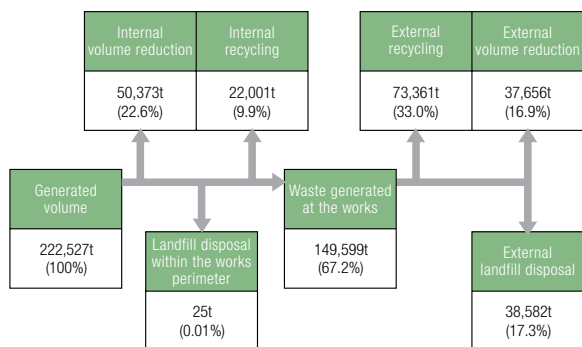 Internal
volume reduction
50,373t
(22.6%)
Internal
recycling
22,001t
(9.9%)
External
recycling
73,361t
(33.0%)
External
volume reduction
37,656t
(16.9%)
Generated
volume
222,527t
(100%)
Landfill disposal
within the works
perimeter
25t
(0.01%)
Waste generated
at the works
149,599t
(67.2%)
External
landfill disposal
38,582t
(17.3%)